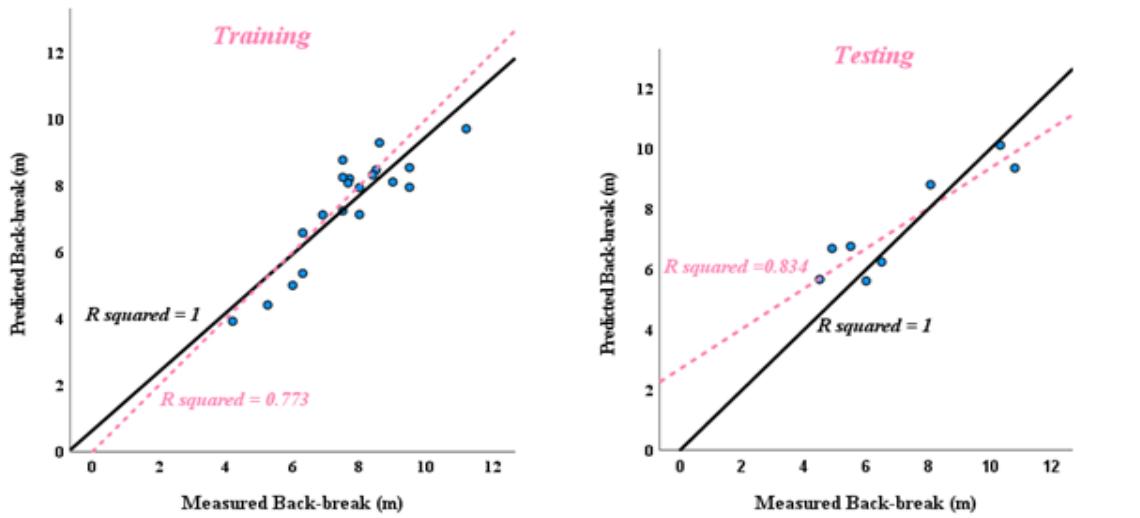 Training
12
10
8
6
4
2
0
Predicted Back-break (m)
R squared = 1
R squared = 0.773
0 2 4 6 8 10 12
Measured Back-break (m)
Testing
12
10
8
6
4
2
0
Predicted Back-break (m)
R squared =0.834
R squared = 1
0 2 4 6 8 10 12
Measured Back-break (m)